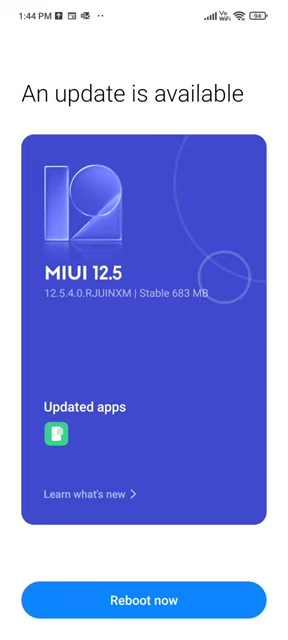 1:44 PM
Vo
WiFi
94
An update is available
12
MIUI 12.5
12.5.4.0.RJUINXM | Stable 683 MB
Updated apps
Learn what's new
Reboot now